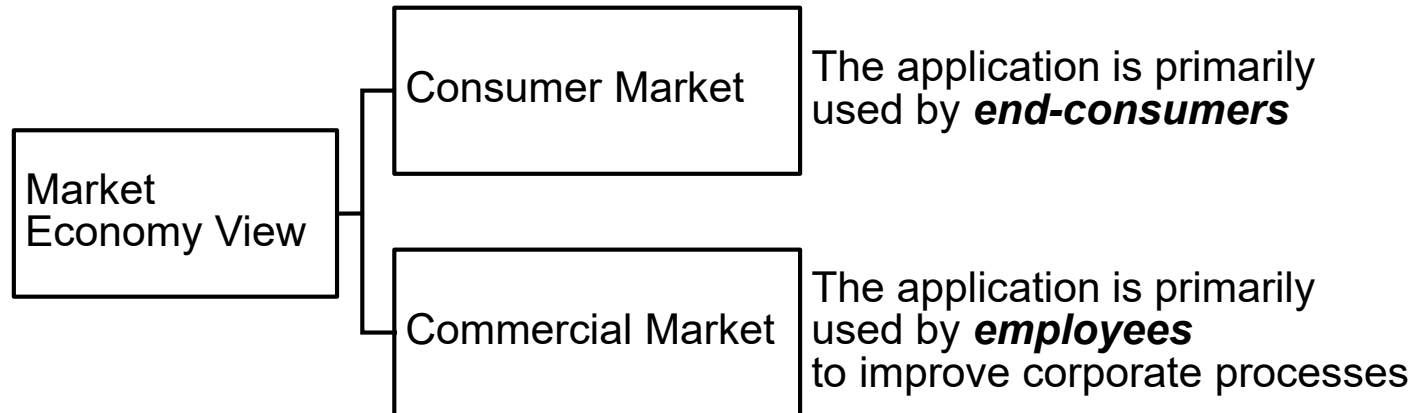 Consumer Market
The application is primarily
used by end-consumers
Market
Economy View
Commercial Market
The application is primarily
used by employees
to improve corporate processes